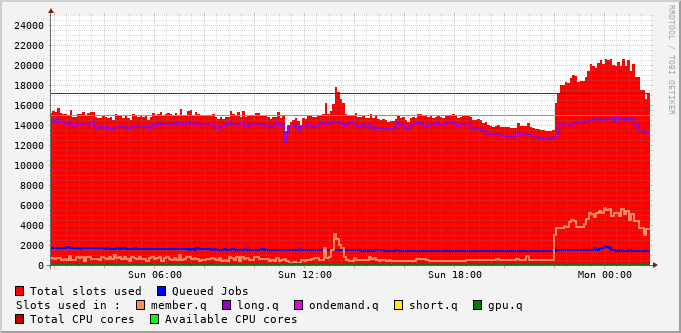 RRDTOOL / TOBI OETIKER
24000
22000
20000
18000
16000
14000
12000
10000
8000
6000
4000
2000
0
Sun 06:00 Sun 12:00 Sun 18:00 Mon 00:00
Total slots used Queued Jobs
Slots used in : member.q long.q ondemand.q short.q gpu.q
Total CPU cores Available CPU cores